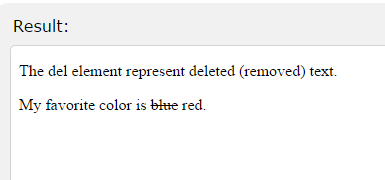 Result:
The del element represent deleted (removed) text.
My favorite color is blue red.